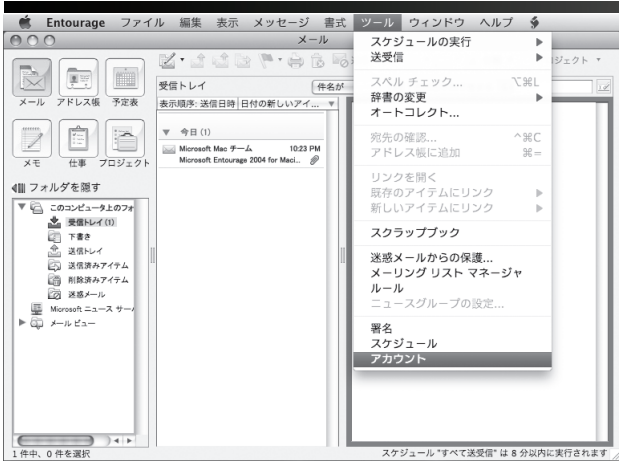 Entourage ファイル 編集 表示 メッセージ 書式 ツール ウィンドウ ヘルプ
メール
スケジュールの実行
送受信
スペル チェック... ⌥⌘L
辞書の変更
オートコレクト...
宛先の確認... ^⌘C
アドレス帳に追加 ⌘=
リンクを開く
既存のアイテムにリンク
新しいアイテムにリンク
スクラップブック
迷惑メールからの保護...
メーリング リスト マネージャ
ルール
ニュースグループの設定...
署名
スケジュール
アカウント
メール アドレス帳 予定表
メモ 仕事 プロジェクト
フォルダを隠す
このコンピュータ上のフォ
受信トレイ (1)
下書き
送信トレイ
送信済みアイテム
削除済みアイテム
迷惑メール
Microsoft ニュース サーバ
メール ビュー
受信トレイ 件名が
表示順序: 送信日時 日付の新しいアイ...
今日 (1)
Microsoft Mac チーム 10:23 PM
Microsoft Entourage 2004 for Maci...
ジェクト
1 件中、0 件を選択
スケジュール "すべて送受信" は 8 分以内に実行されます